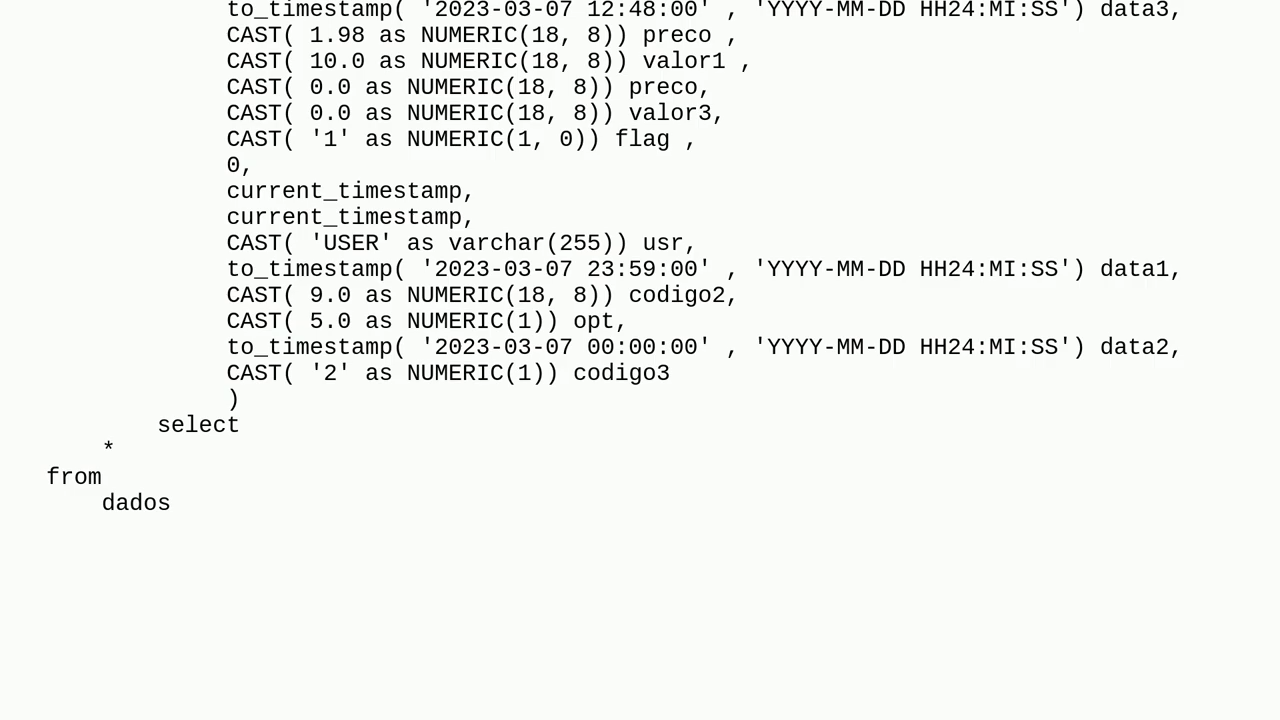 to_timestamp( '2023-03-07 12:48:00' , 'YYYY-MM-DD HH24:MI:SS') data3,
CAST( 1.98 as NUMERIC(18, 8)) preco ,
CAST( 10.0 as NUMERIC(18, 8)) valor1 ,
CAST( 0.0 as NUMERIC(18, 8)) preco,
CAST( 0.0 as NUMERIC(18, 8)) valor3,
CAST( '1' as NUMERIC(1, 0)) flag ,
0,
current_timestamp,
current_timestamp,
CAST( 'USER' as varchar(255)) usr,
to_timestamp( '2023-03-07 23:59:00' , 'YYYY-MM-DD HH24:MI:SS') data1,
CAST( 9.0 as NUMERIC(18, 8)) codigo2,
CAST( 5.0 as NUMERIC(1)) opt,
to_timestamp( '2023-03-07 00:00:00' , 'YYYY-MM-DD HH24:MI:SS') data2,
CAST( '2' as NUMERIC(1)) codigo3
)
select
*
from
dados